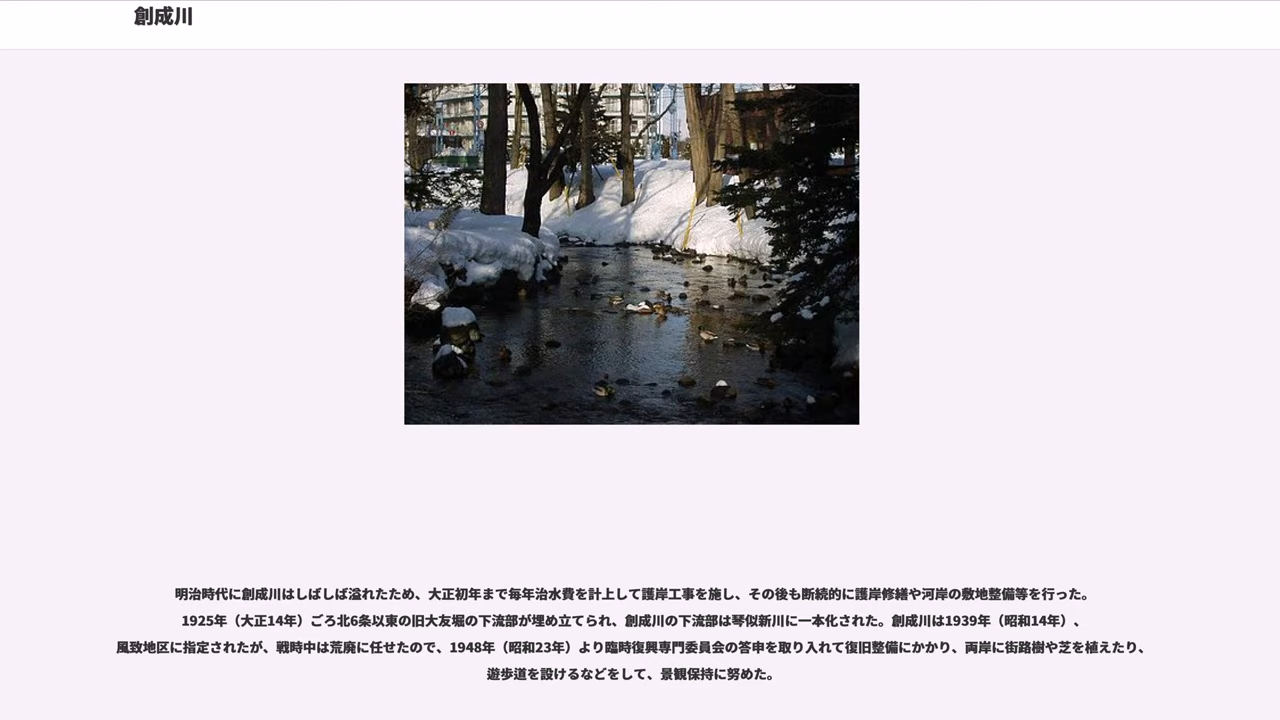 創成川
明治時代に創成川はしばしば溢れたため、大正初年まで毎年治水費を計上して護岸工事を施し、その後も断続的に護岸修繕や河岸の敷地整備等を行った。
1925年（大正14年）ごろ北6条以東の旧大友堀の下流部が埋め立てられ、創成川の下流部は琴似新川に一本化された。創成川は1939年（昭和14年）、
風致地区に指定されたが、戦時中は荒廃に任せたので、1948年（昭和23年）より臨時復興専門委員会の答申を取り入れて復旧整備にかかり、両岸に街路樹や芝を植えたり、
遊歩道を設けるなどをして、景観保持に努めた。